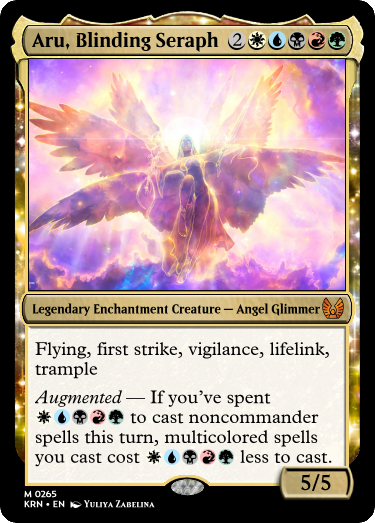 Aru, Blinding Seraph 2
Legendary Enchantment Creature — Angel Glimmer
Flying, first strike, vigilance, lifelink,
trample
Augmented — If you've spent
to cast noncommander
spells this turn, multicolored spells
you cast cost less to cast.
5/5
M 0265
KRN • EN Yuliya Zabelina